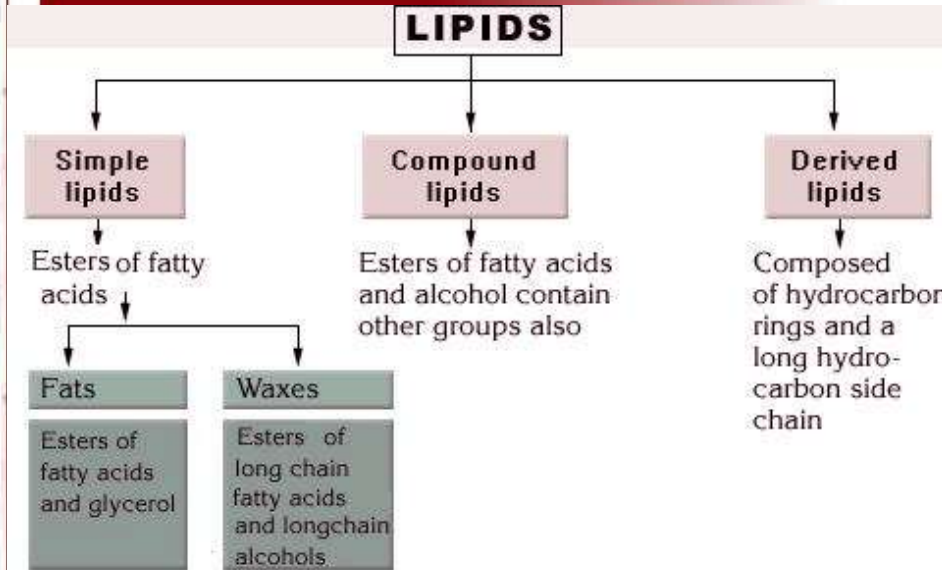 LIPIDS
Simple
lipids
Esters of fatty
acids
Fats
Esters of
fatty acids
and glycerol
Waxes
Esters of
long chain
fatty acids
and longchain
alcohols
Compound
lipids
Esters of fatty acids
and alcohol contain
other groups also
Derived
lipids
Composed
of hydrocarbon
rings and a
long hydro-
carbon side
chain